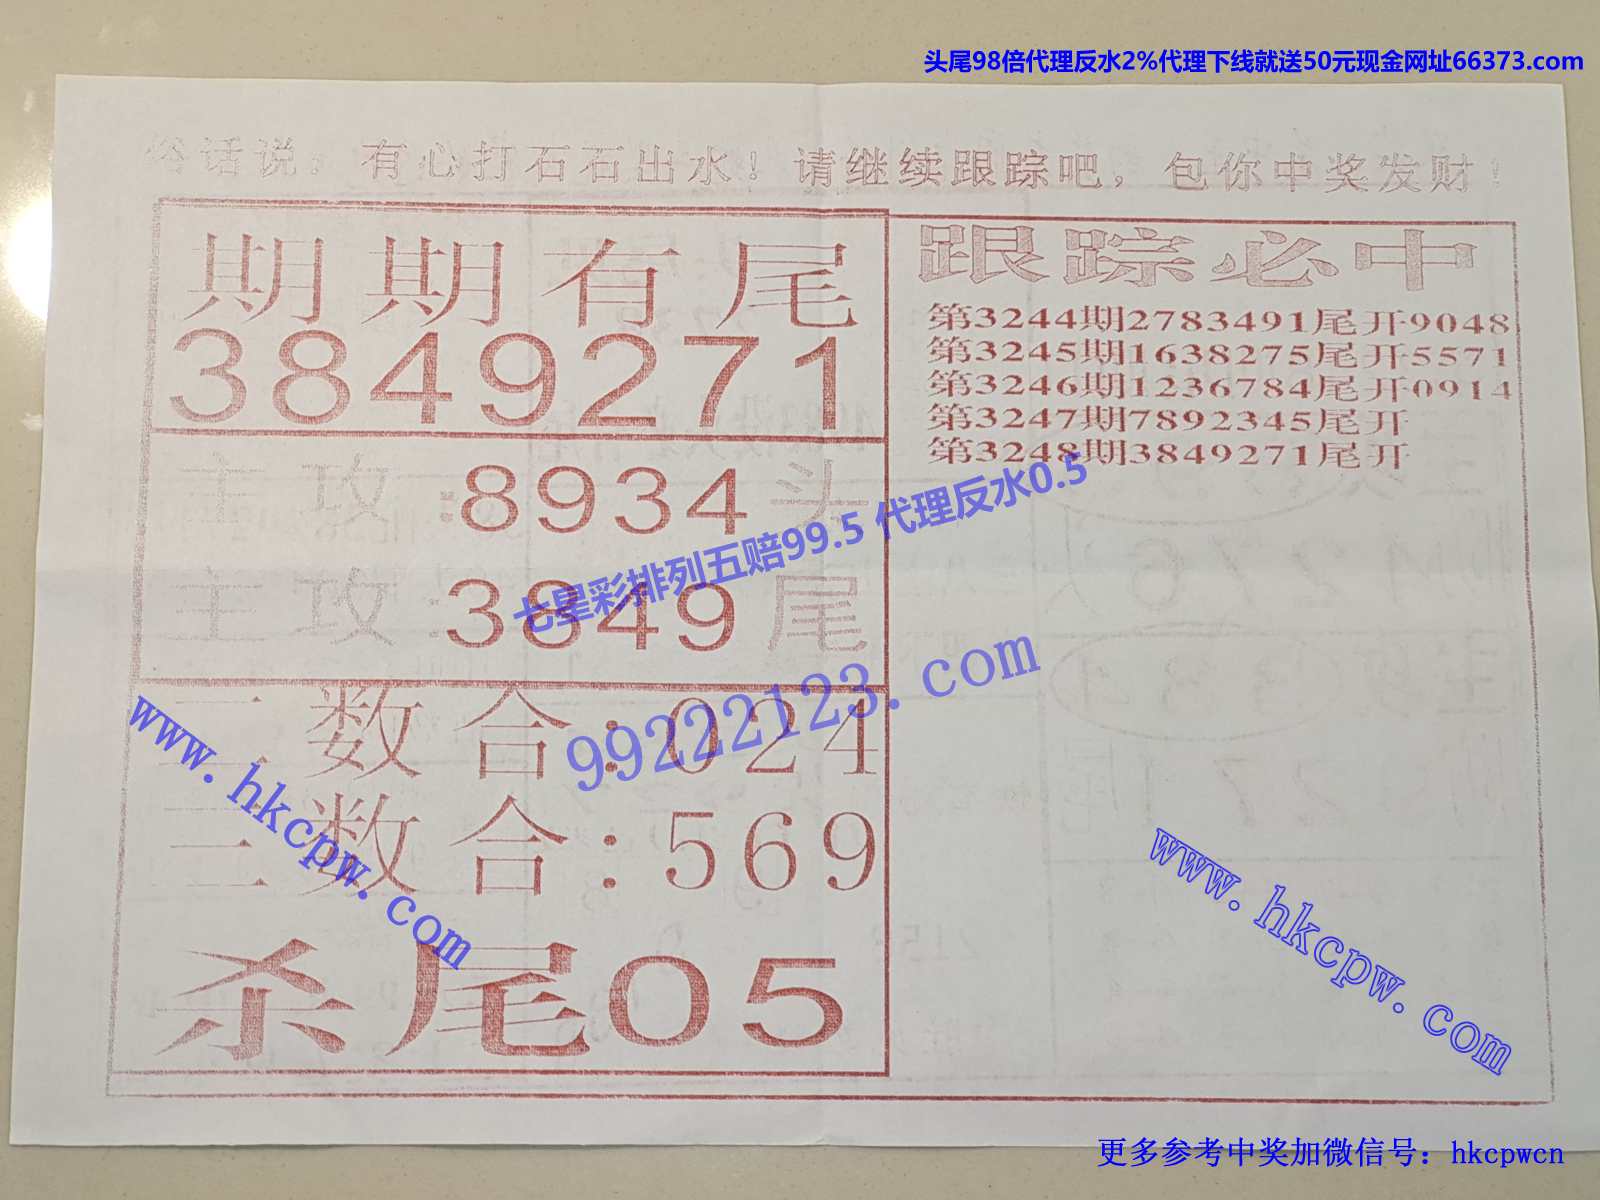 头尾98倍代理反水2%代理下线就送50元现金网址66373.com
俗话说：有心打石石出水！请继续跟踪吧，包你中奖发财！
期期有尾
3849271
主攻:8934头
主攻:3849尾
二数合:024
三数合:569
杀尾05
跟踪必中
第3244期2783491尾开9048
第3245期1638275尾开5571
第3246期1236784尾开0914
第3247期7892345尾开
第3248期3849271尾开
七星彩排列五赔99.5 代理反水0.5
99222123.com
www.hkcpw.com
www.hkcpw.com
更多参考中奖加微信号：hkcpwcn